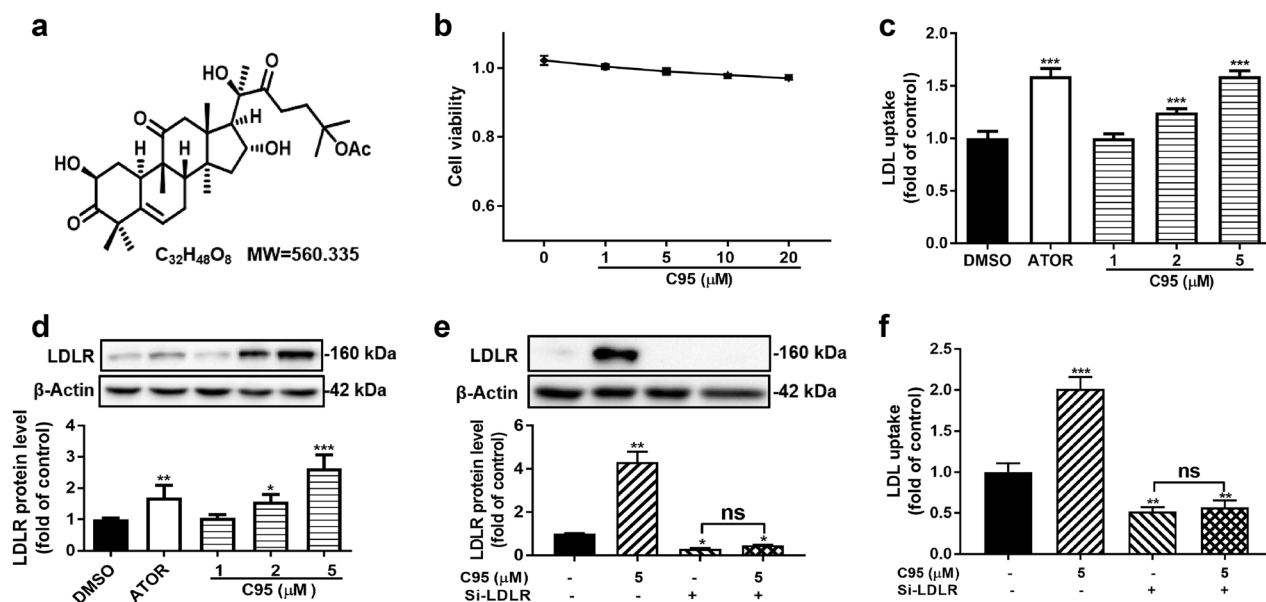 a
O
HO
O
H
O
H
H
OH
OAc
HO
H
H
O
C₃₂H₄₈O₈ MW=560.335
b
Cell viability
1.0
0.8
0.6
0 1 5 10 20
C95 (μM)
c
LDL uptake
(fold of control)
2.0
1.5
1.0
0.5
0.0
***
***
***
DMSO ATOR 1 2 5
C95 (μM)
d
LDLR -160 kDa
β-Actin -42 kDa
LDLR protein level
(fold of control)
4
3
2
1
0
**
*
***
DMSO ATOR 1 2 5
C95 (μM)
e
LDLR -160 kDa
β-Actin -42 kDa
LDLR protein level
(fold of control)
6
4
2
0
**
ns
*
*
C95 (μM) - 5 - 5
Si-LDLR - - + +
f
LDL uptake
(fold of control)
2.5
2.0
1.5
1.0
0.5
0.0
***
ns
**
**
C95 (μM) - 5 - 5
Si-LDLR - - + +